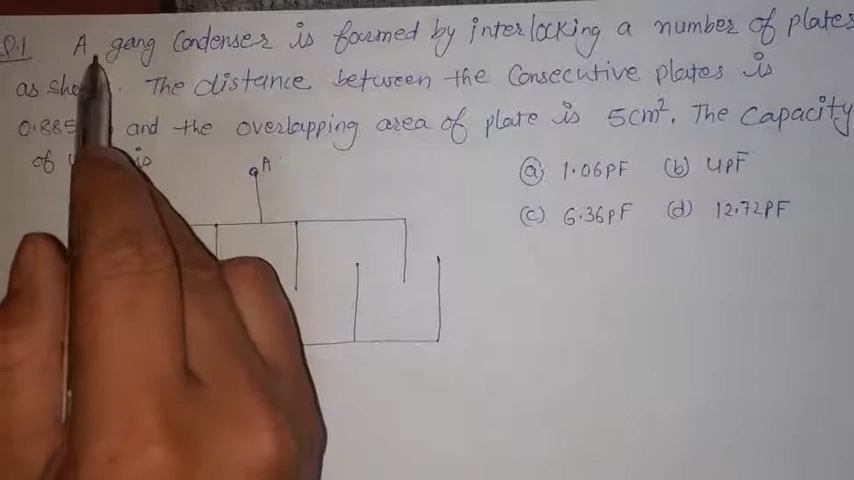 Q.1 A gang Condenser is formed by interlocking a number of plates
as The distance between the Consecutive plates is
0.885 and the overlapping area of plate is 5cm². The Capacity
of is
A
(a) 1.06PF (b) 4PF
(c) 6.36PF (d) 12.72PF